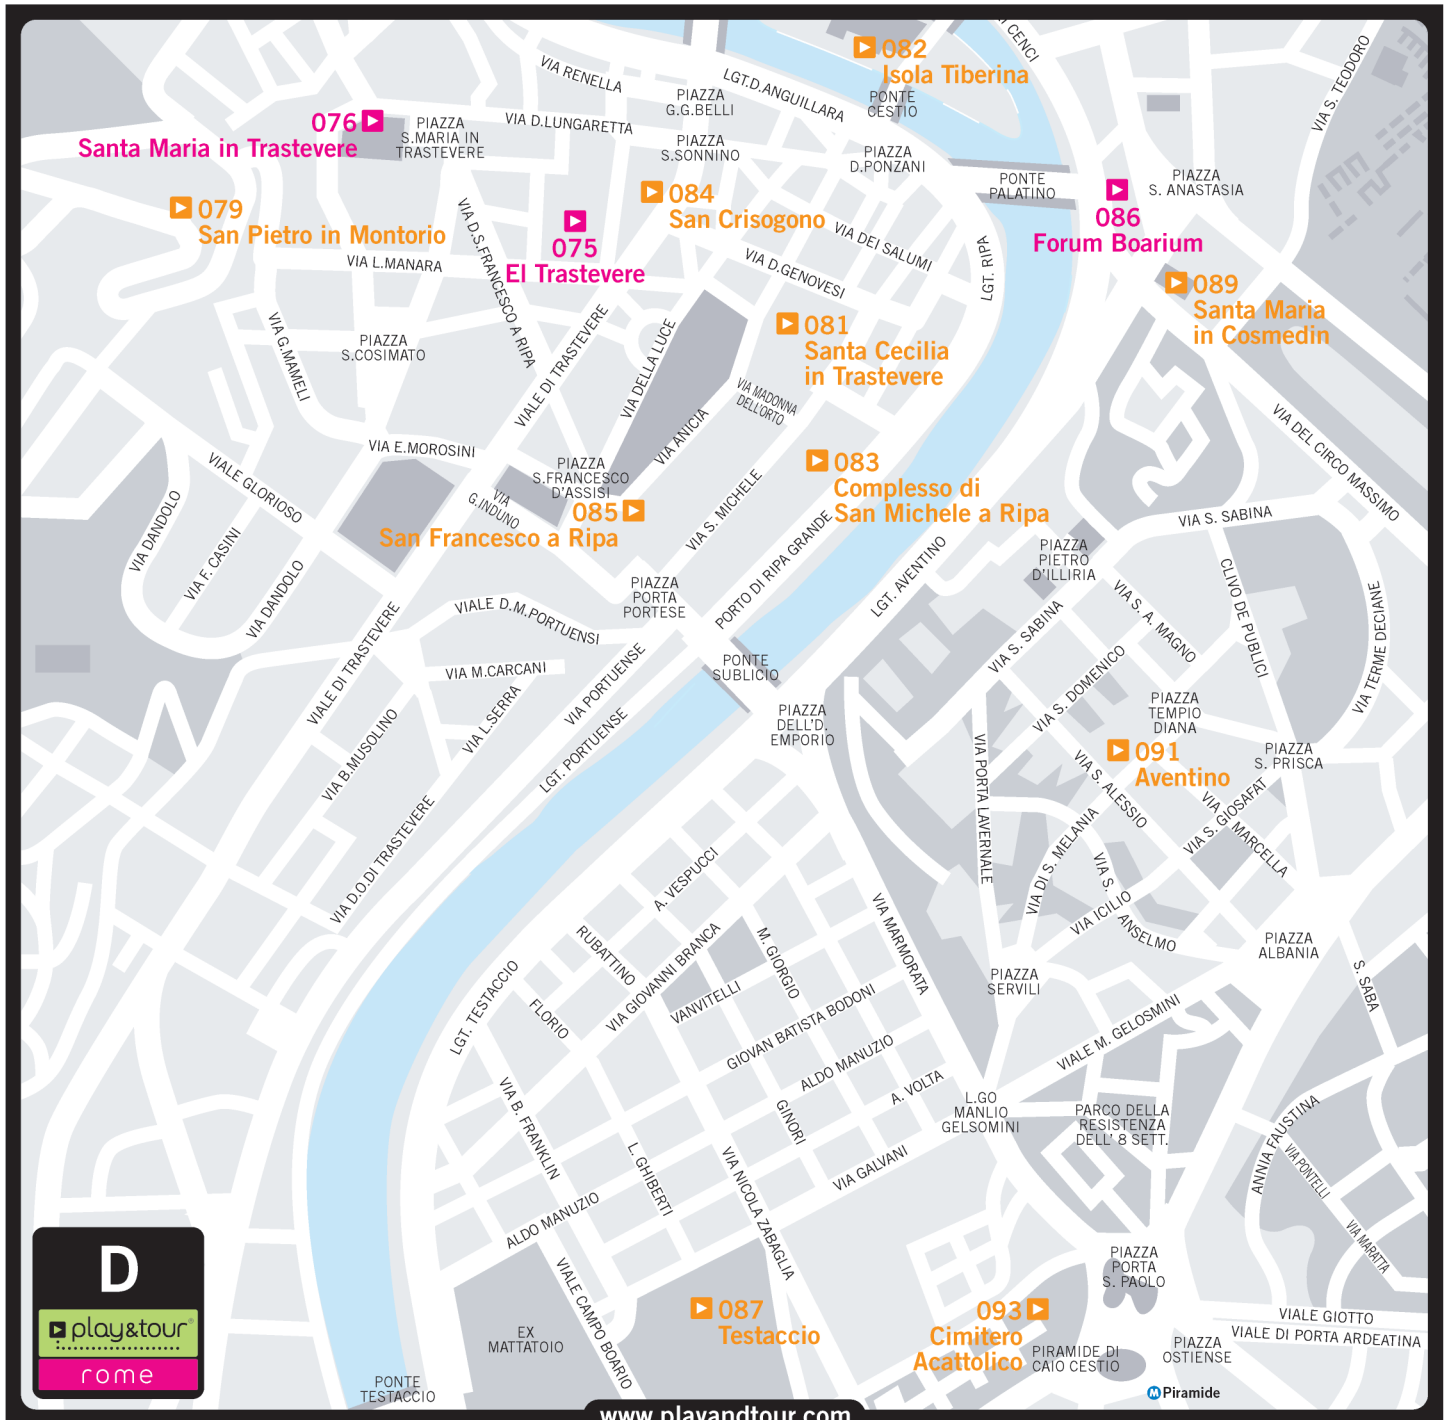 082
Isola Tiberina
PONTE
CESTIO
I CENCI
VIA S. TEODORO
VIA RENELLA
LGT.D.ANGUILLARA
PIAZZA
G.G.BELLI
076
Santa Maria in Trastevere
PIAZZA
S.MARIA IN
TRASTEVERE
VIA D.LUNGARETTA
PIAZZA
S.SONNINO
PIAZZA
D.PONZANI
PONTE
PALATINO
PIAZZA
S. ANASTASIA
079
San Pietro in Montorio
084
San Crisogono
075
El Trastevere
086
Forum Boarium
VIA L.MANARA
VIA D.S.FRANCESCO A RIPA
VIA DEI SALUMI
VIA D.GENOVESI
LGT. RIPA
089
Santa Maria
in Cosmedin
081
Santa Cecilia
in Trastevere
VIA G.MAMELI
PIAZZA
S.COSIMATO
VIALE DI TRASTEVERE
VIA DELLA LUCE
VIA MADONNA
DELL'ORTO
VIA ANICIA
VIA E.MOROSINI
PIAZZA
S.FRANCESCO
D'ASSISI
VIA
G.INDUNO
085
San Francesco a Ripa
083
Complesso di
San Michele a Ripa
VIA DEL CIRCO MASSIMO
VIALE GLORIOSO
VIA DANDOLO
VIA F. CASINI
VIA DANDOLO
VIA S. MICHELE
PORTO DI RIPA GRANDE
LGT. AVENTINO
VIA S. SABINA
PIAZZA
PIETRO
D'ILLIRIA
CLIVO DE PUBLICI
VIA TERME DECIANE
VIA S. A. MAGNO
VIA S. SABINA
VIA S. DOMENICO
PIAZZA
PORTA
PORTESE
VIALE D.M.PORTUENSI
VIALE DI TRASTEVERE
VIA M.CARCANI
VIA PORTUENSE
LGT. PORTUENSE
VIA L.SERRA
VIA B.MUSOLINO
VIA D.O.DI TRASTEVERE
PONTE
SUBLICIO
PIAZZA
DELL'D.
EMPORIO
PIAZZA
TEMPIO
DIANA
091
Aventino
PIAZZA
S. PRISCA
VIA PORTA LAVERNALE
VIA S. ALESSIO
VIA S. GIOSAFAT
VIA MARCELLA
VIA DI S. MELANIA
VIA S. ANSELMO
VIA ICILIO
A. VESPUCCI
RUBATTINO
VIA GIOVANNI BRANCA
M. GIORGIO
VIA MARMORATA
PIAZZA
ALBANIA
S. SABA
PIAZZA
SERVILI
LGT. TESTACCIO
FLORIO
VANVITELLI
GIOVAN BATISTA BODONI
ALDO MANUZIO
A. VOLTA
VIALE M. GELOSMINI
L.GO
MANLIO
GELSOMINI
PARCO DELLA
RESISTENZA
DELL' 8 SETT.
VIA B. FRANKLIN
GINORI
L. GHIBERTI
VIA NICOLA ZABAGLIA
VIA GALVANI
ALDO MANUZIO
ANNIA FAUSTINA
VIA PONTELLI
VIA MARATTA
VIALE CAMPO BOARIO
PIAZZA
PORTA
S. PAOLO
VIALE GIOTTO
VIALE DI PORTA ARDEATINA
087
Testaccio
093
Cimitero
Acattolico
PIRAMIDE DI
CAIO CESTIO
PIAZZA
OSTIENSE
EX
MATTATOIO
PONTE
TESTACCIO
M Piramide
D
play&tour®
rome
www.playandtour.com